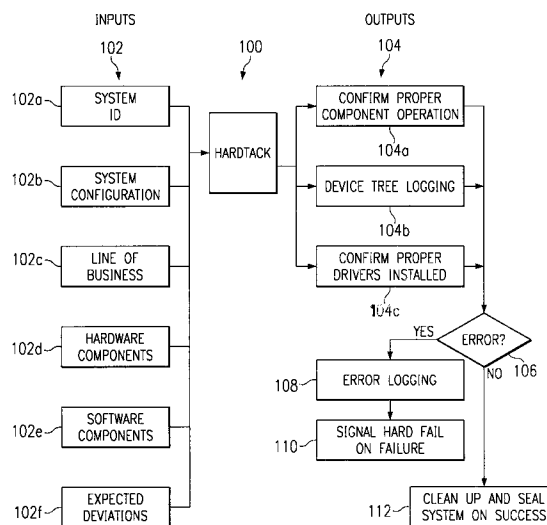 INPUTS
102
102a
SYSTEM
ID
102b
SYSTEM
CONFIGURATION
102c
LINE OF
BUSINESS
102d
HARDWARE
COMPONENTS
102e
SOFTWARE
COMPONENTS
102f
EXPECTED
DEVIATIONS
100
HARDTACK
OUTPUTS
104
CONFIRM PROPER
COMPONENT OPERATION
104a
DEVICE TREE LOGGING
104b
CONFIRM PROPER
DRIVERS INSTALLED
104c
ERROR?
106
YES
NO
108
ERROR LOGGING
110
SIGNAL HARD FAIL
ON FAILURE
112
CLEAN UP AND SEAL
SYSTEM ON SUCCESS